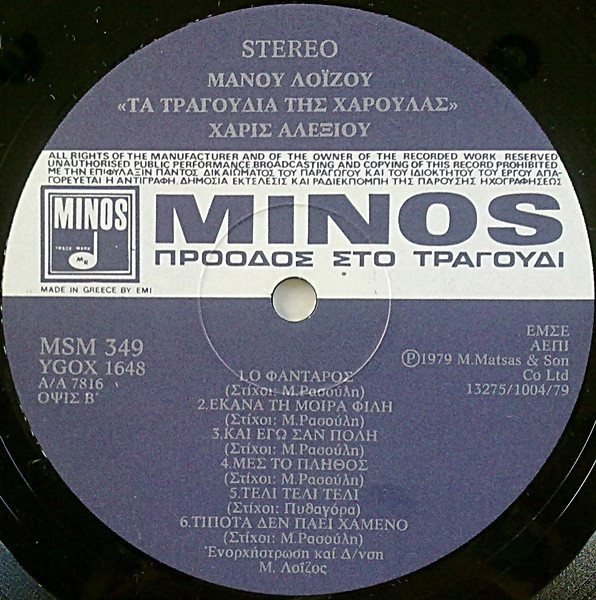 STEREO
ΜΑΝΟΥ ΛΟΪΖΟΥ
«ΤΑ ΤΡΑΓΟΥΔΙΑ ΤΗΣ ΧΑΡΟΥΛΑΣ»
ΧΑΡΙΣ ΑΛΕΞΙΟΥ
ALL RIGHTS OF THE MANUFACTURER AND OF THE OWNER OF THE RECORDED WORK RESERVED
UNAUTHORISED PUBLIC PERFORMANCE BROADCASTING AND COPYING OF THIS RECORD PROHIBITED
ΜΕ ΤΗΝ ΕΠΙΦΥΛΑΞΙΝ ΠΑΝΤΟΣ ΔΙΚΑΙΩΜΑΤΟΣ ΤΟΥ ΠΑΡΑΓΩΓΟΥ ΚΑΙ ΤΟΥ ΙΔΙΟΚΤΗΤΟΥ ΤΟΥ ΕΡΓΟΥ ΑΠΑ-
ΓΟΡΕΥΕΤΑΙ Η ΑΝΤΙΓΡΑΦΗ, ΔΗΜΟΣΙΑ ΕΚΤΕΛΕΣΙΣ ΚΑΙ ΡΑΔΙΕΚΠΟΜΠΗ ΤΗΣ ΠΑΡΟΥΣΗΣ ΗΧΟΓΡΑΦΗΣΕΩΣ
MINOS
TRADE MARK
MR
MINOS
ΠΡΟΟΔΟΣ ΣΤΟ ΤΡΑΓΟΥΔΙ
MADE IN GREECE BY EMI
MSM 349
YGOX 1648
Α/Α 7816
ΟΨΙΣ Β΄
ΕΜΣΕ
ΑΕΠΙ
Ⓟ1979 M.Matsas & Son
Co Ltd
13275/1004/79
1.Ο ΦΑΝΤΑΡΟΣ
(Στίχοι: Μ.Ρασούλη)
2.ΕΚΑΝΑ ΤΗ ΜΟΙΡΑ ΦΙΛΗ
(Στίχοι: Μ.Ρασούλη)
3.ΚΑΙ ΕΓΩ ΣΑΝ ΠΟΛΗ
(Στίχοι: Μ.Ρασούλη)
4.ΜΕΣ ΤΟ ΠΛΗΘΟΣ
(Στίχοι: Μ.Ρασούλη)
5.ΤΕΛΙ ΤΕΛΙ ΤΕΛΙ
(Στίχοι: Πυθαγόρα)
6.ΤΙΠΟΤΑ ΔΕΝ ΠΑΕΙ ΧΑΜΕΝΟ
(Στίχοι: Μ.Ρασούλη)
Ἐνορχήστρωση καί Δ/νση
Μ. Λοΐζος